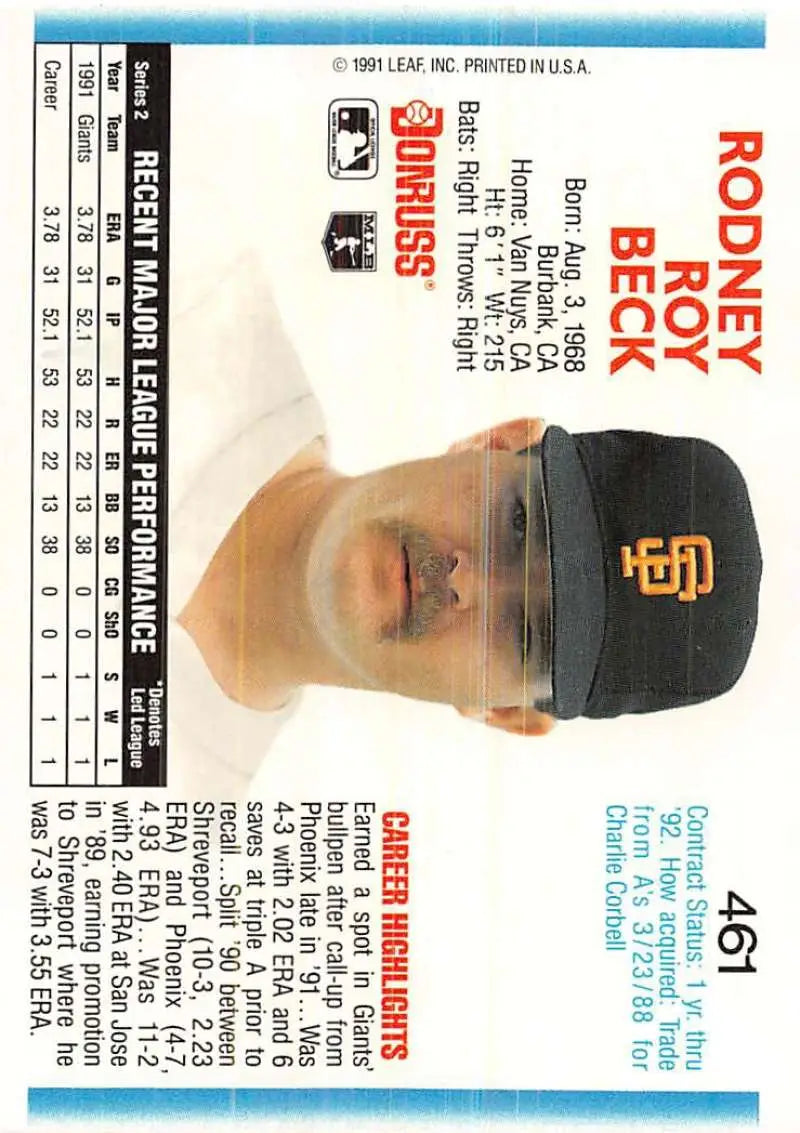 RODNEY
ROY
BECK
Born: Aug. 3, 1968
Burbank, CA
Home: Van Nuys, CA
Ht: 6'1" Wt: 215
Bats: Right Throws: Right
DONRUSS®
MLB
© 1991 LEAF, INC. PRINTED IN U.S.A.
SF
461
Contract Status: 1 yr. thru
'92. How acquired: Trade
from A's 3/23/88 for
Charlie Corbell
CAREER HIGHLIGHTS
Earned a spot in Giants'
bullpen after call-up from
Phoenix late in '91...Was
4-3 with 2.02 ERA and 6
saves at triple A prior to
recall...Split '90 between
Shreveport (10-3, 2.23
ERA) and Phoenix (4-7,
4.93 ERA)...Was 11-2
with 2.40 ERA at San Jose
in '89, earning promotion
to Shreveport where he
was 7-3 with 3.55 ERA.
Series 2 RECENT MAJOR LEAGUE PERFORMANCE *Denotes
Led League
Year Team ERA G IP H R ER BB SO CG ShO S W L
1991 Giants 3.78 31 52.1 53 22 22 13 38 0 0 1 1 1
Career 3.78 31 52.1 53 22 22 13 38 0 0 1 1 1